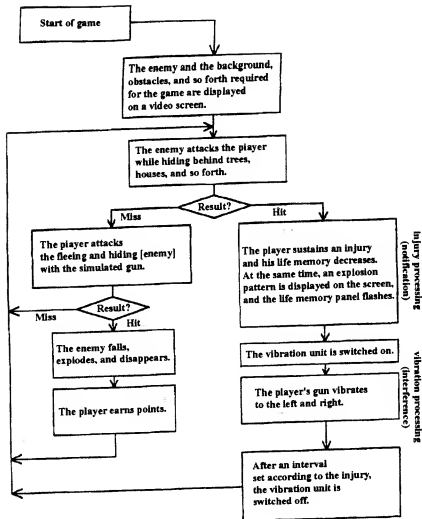 Start of game
The enemy and the background,
obstacles, and so forth required
for the game are displayed
on a video screen.
The enemy attacks the player
while hiding behind trees,
houses, and so forth.
Result?
Miss
Hit
The player attacks
the fleeing and hiding [enemy]
with the simulated gun.
Result?
Miss
Hit
The enemy falls,
explodes, and disappears.
The player earns points.
The player sustains an injury
and his life memory decreases.
At the same time, an explosion
pattern is displayed on the screen,
and the life memory panel flashes.
injury processing
(notification)
The vibration unit is switched on.
The player's gun vibrates
to the left and right.
vibration processing
(interference)
After an interval
set according to the injury,
the vibration unit is
switched off.